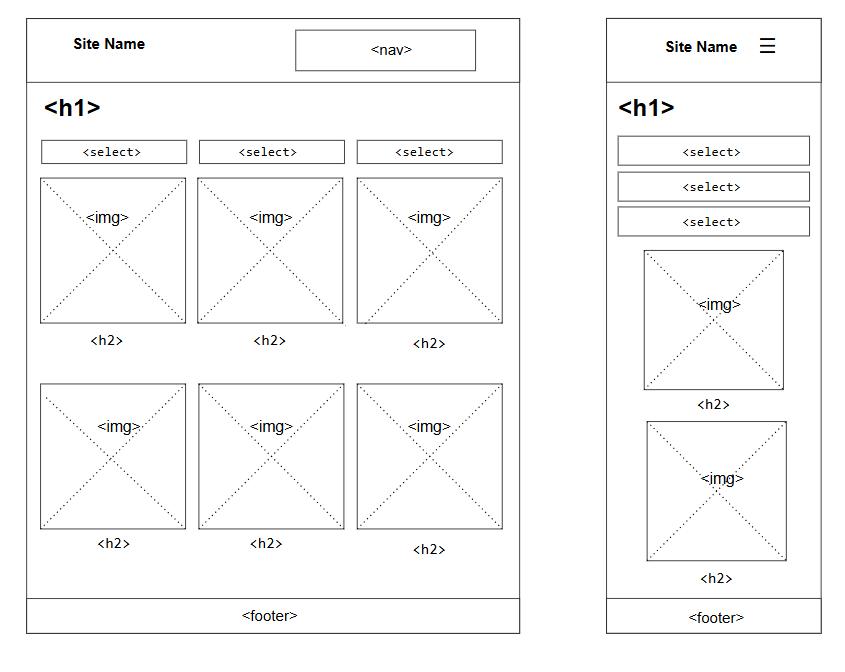 Site Name
<nav>
<h1>
<select> <select> <select>
<img> <img> <img>
<h2> <h2> <h2>
<img> <img> <img>
<h2> <h2> <h2>
<footer>
Site Name ☰
<h1>
<select>
<select>
<select>
<img>
<h2>
<img>
<h2>
<footer>